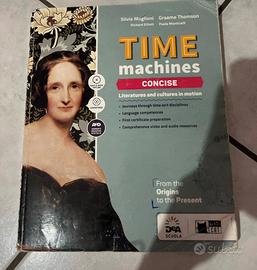 Silvia Maglioni Graeme Thomson
Richard Elliott Paola Monticelli
TIME
machines
CONCISE
Literatures and cultures in motion
• Journeys through time and disciplines
• Language competences
• First certificate preparation
• Comprehensive video and audio resources
From the
Origins
to the Present
DeA
SCUOLA
Subito